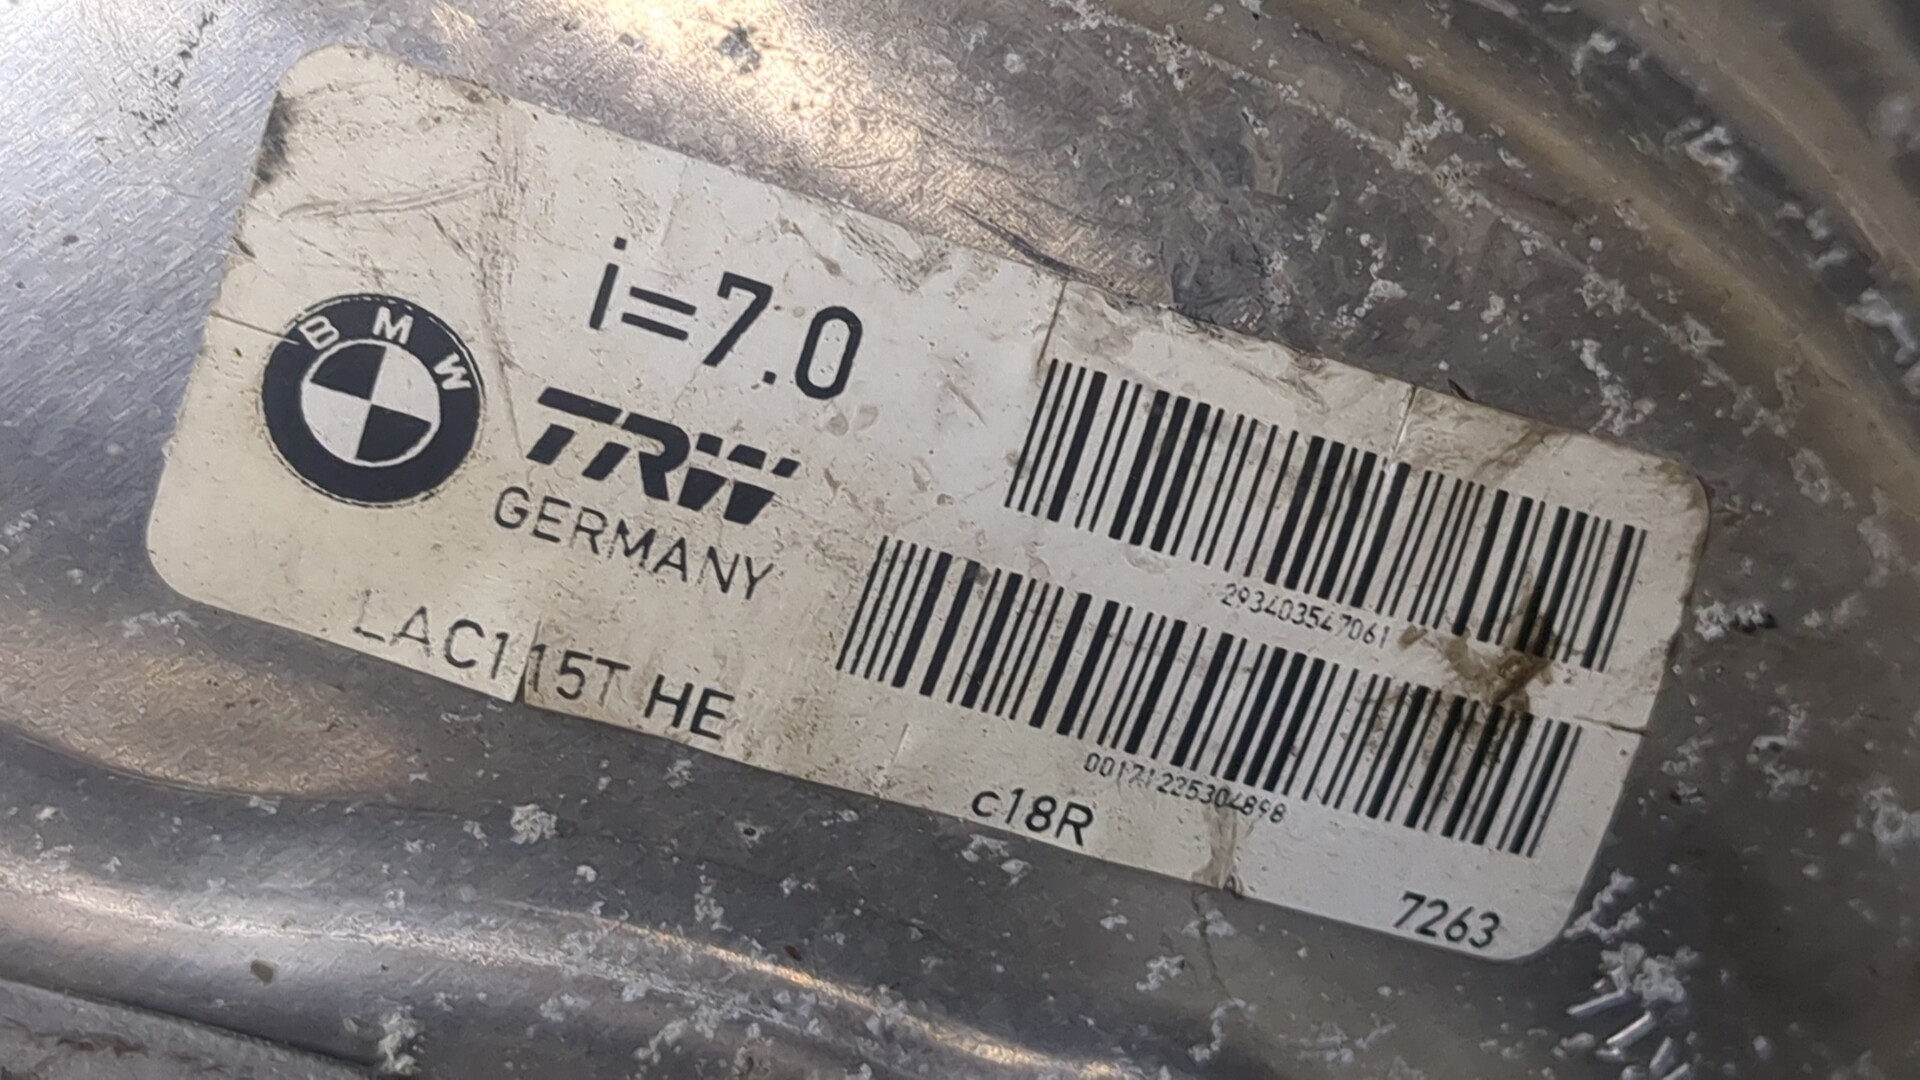 i=7.0
BMW
TRW
GERMANY
LAC115T HE
293403547061
00171225304898
c18R
7263